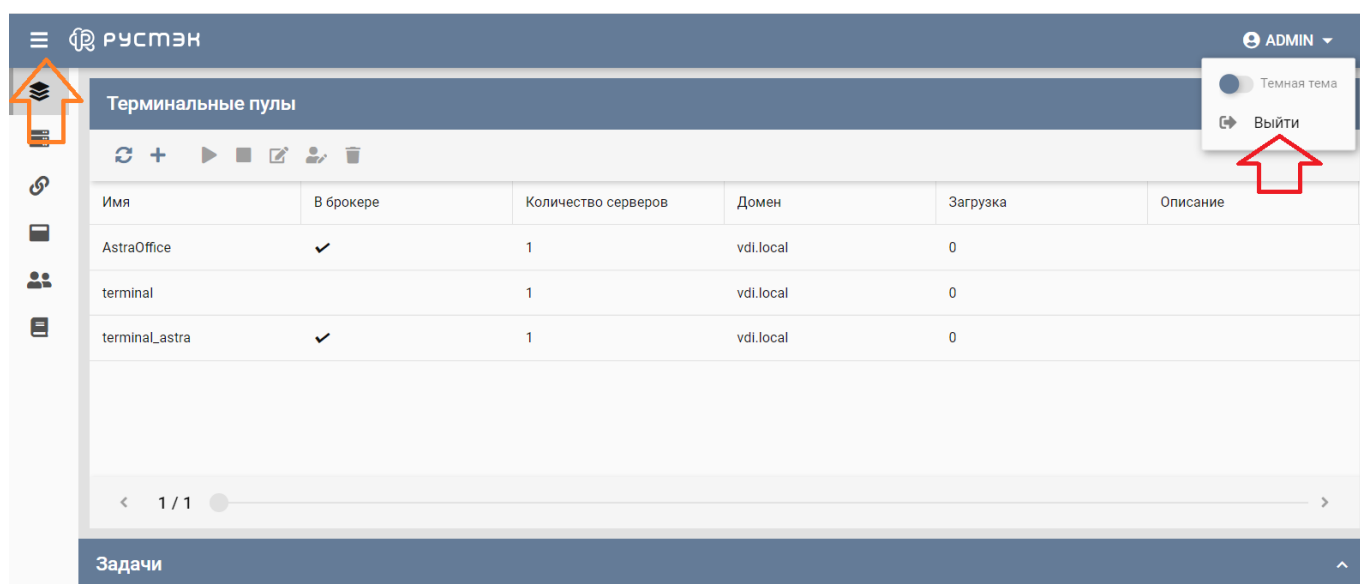 РУСТЭК
ADMIN
Темная тема
Выйти
Терминальные пулы
Имя В брокере Количество серверов Домен Загрузка Описание
AstraOffice 1 vdi.local 0
terminal 1 vdi.local 0
terminal_astra 1 vdi.local 0
1 / 1
Задачи